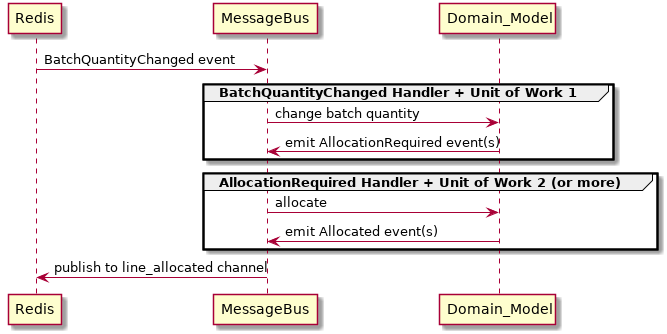 Redis
MessageBus
Domain_Model
BatchQuantityChanged event
BatchQuantityChanged Handler + Unit of Work 1
change batch quantity
emit AllocationRequired event(s)
AllocationRequired Handler + Unit of Work 2 (or more)
allocate
emit Allocated event(s)
publish to line_allocated channel
Redis
MessageBus
Domain_Model